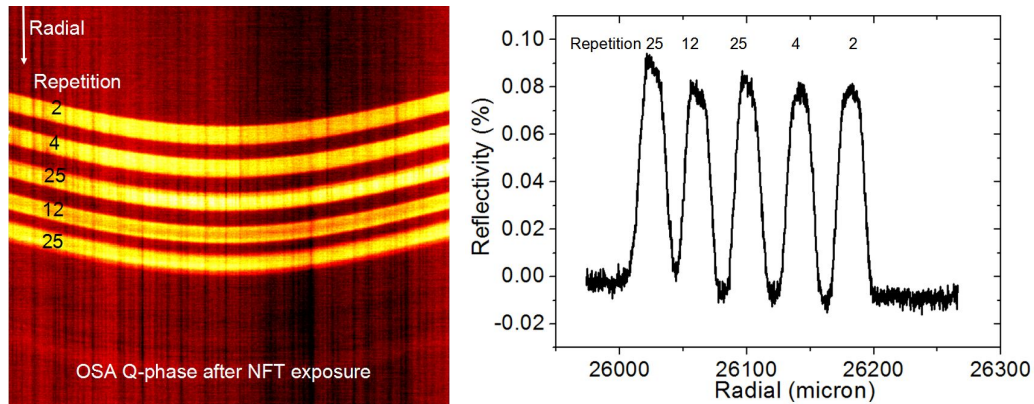 Radial
Repetition
2
4
25
12
25
OSA Q-phase after NFT exposure
Repetition 25 12 25 4 2
0.10
0.08
0.06
0.04
0.02
0.00
-0.02
Reflectivity (%)
26000 26100 26200 26300
Radial (micron)